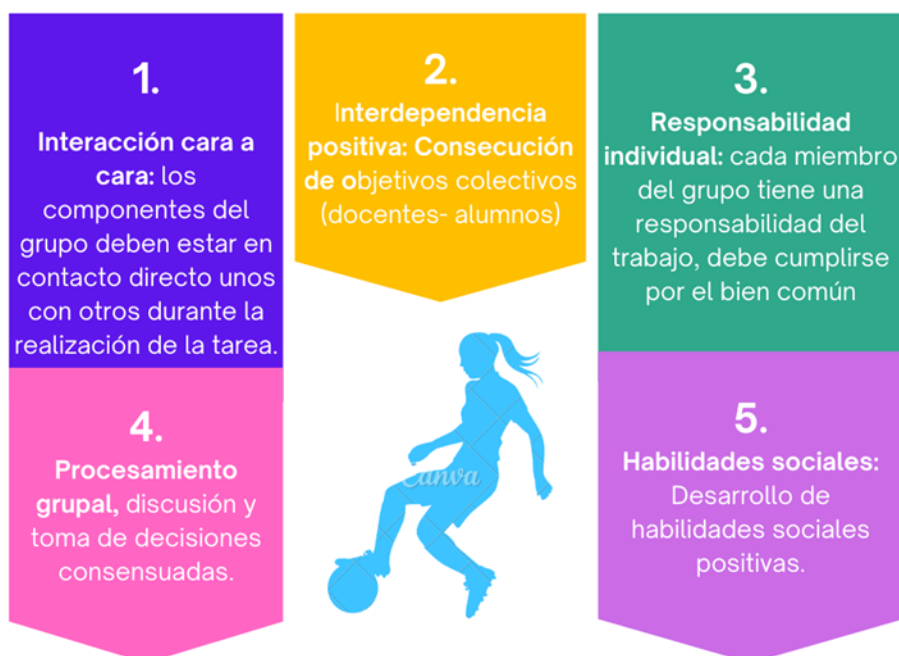 1.
Interacción cara a
cara: los
componentes del
grupo deben estar en
contacto directo unos
con otros durante la
realización de la tarea.
2.
Interdependencia
positiva: Consecución
de objetivos colectivos
(docentes- alumnos)
3.
Responsabilidad
individual: cada miembro
del grupo tiene una
responsabilidad del
trabajo, debe cumplirse
por el bien común
4.
Procesamiento
grupal, discusión y
toma de decisiones
consensuadas.
Canva
5.
Habilidades sociales:
Desarrollo de
habilidades sociales
positivas.